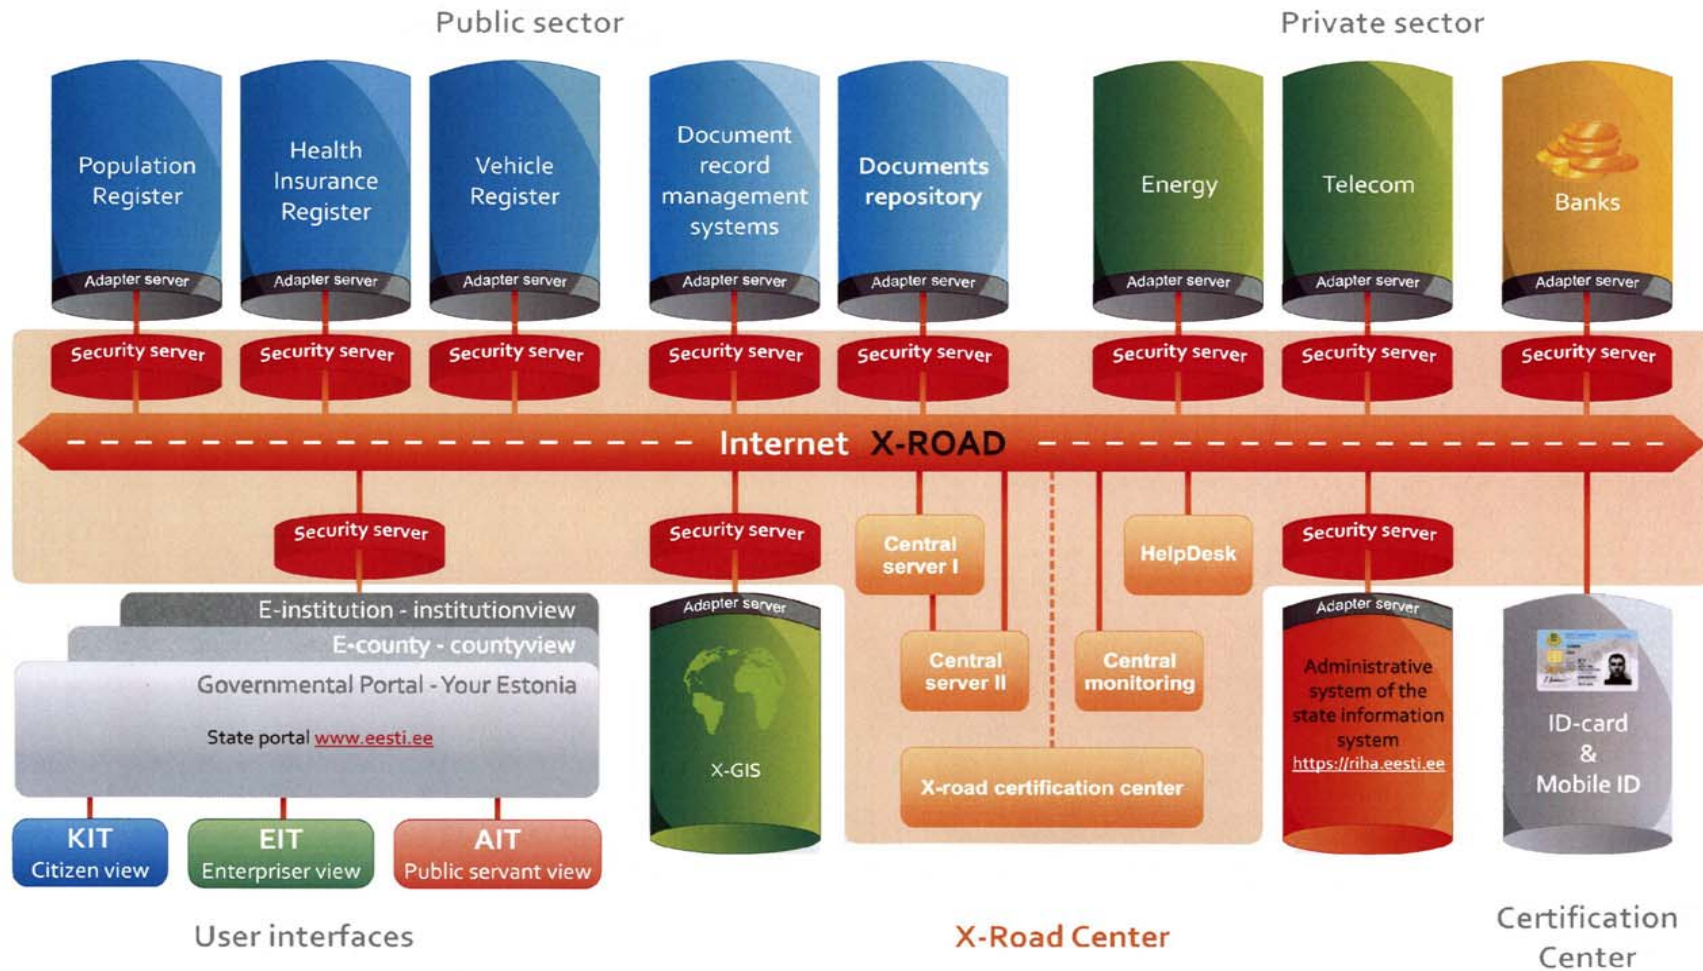 Public sector
Private sector
Population
Register
Adapter server
Health
Insurance
Register
Adapter server
Vehicle
Register
Adapter server
Document
record
management
systems
Adapter server
Documents
repository
Adapter server
Energy
Adapter server
Telecom
Adapter server
Banks
Adapter server
Security server
Security server
Security server
Security server
Security server
Security server
Security server
Security server
Internet X-ROAD
Security server
Security server
Central
server I
HelpDesk
Security server
E-institution - institutionview
E-county - countyview
Governmental Portal - Your Estonia
State portal www.eesti.ee
Adapter server
X-GIS
Central
server II
Central
monitoring
X-road certification center
Adapter server
Administrative
system of the
state information
system
https://riha.eesti.ee
ID-card
&
Mobile ID
KIT
Citizen view
EIT
Enterpriser view
AIT
Public servant view
User interfaces
X-Road Center
Certification
Center